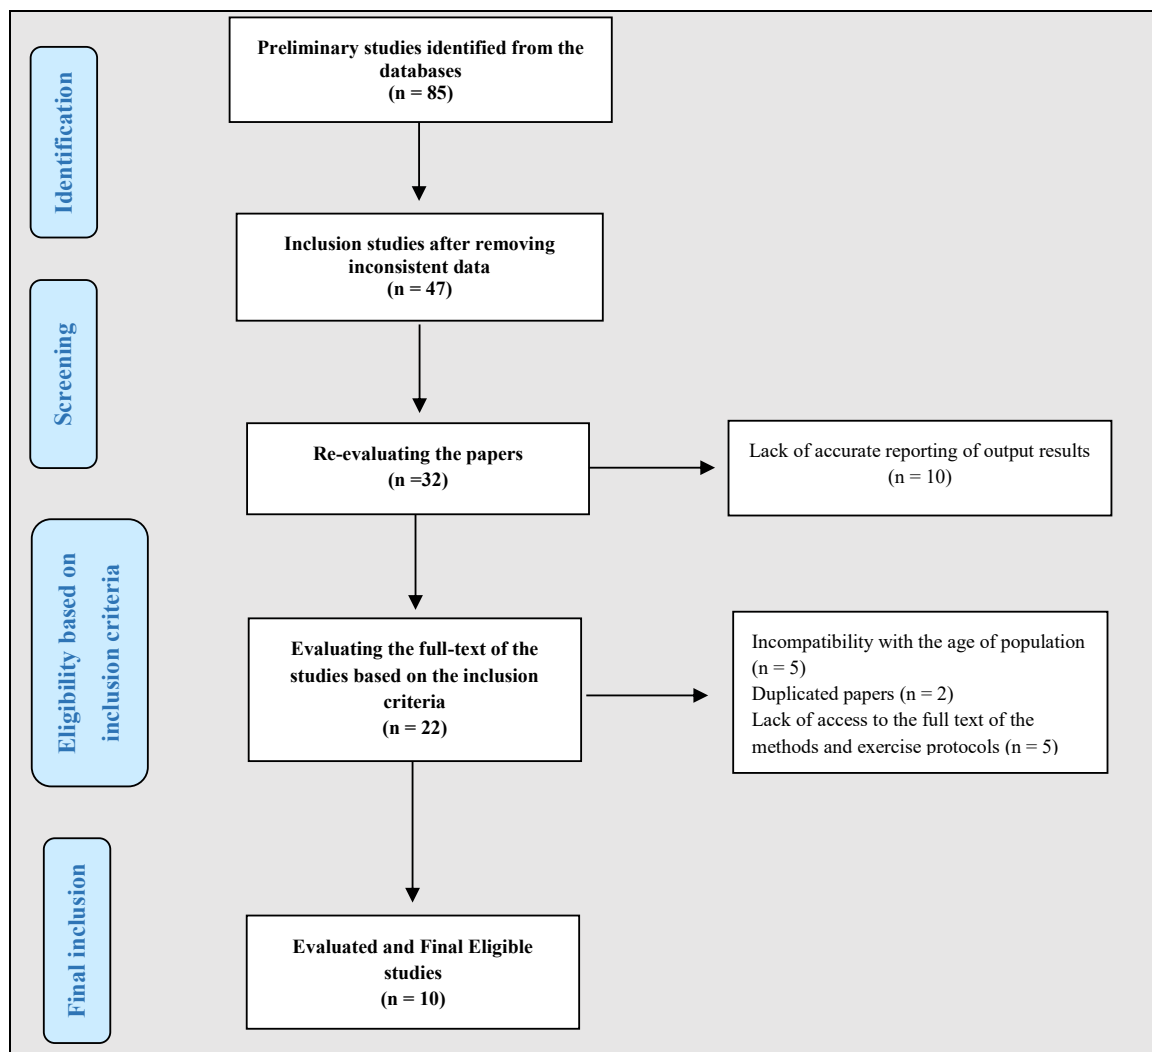 Identification
Preliminary studies identified from the
databases
(n = 85)
Inclusion studies after removing
inconsistent data
(n = 47)
Screening
Re-evaluating the papers
(n =32)
Lack of accurate reporting of output results
(n = 10)
Eligibility based on
inclusion criteria
Evaluating the full-text of the
studies based on the inclusion
criteria
(n = 22)
Incompatibility with the age of population
(n = 5)
Duplicated papers (n = 2)
Lack of access to the full text of the
methods and exercise protocols (n = 5)
Final inclusion
Evaluated and Final Eligible
studies
(n = 10)